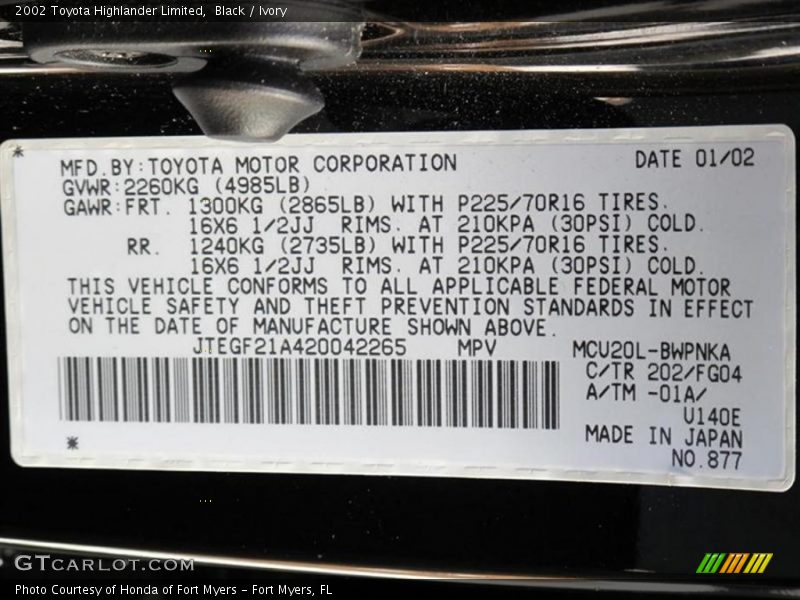 2002 Toyota Highlander Limited, Black / Ivory
* MFD.BY:TOYOTA MOTOR CORPORATION DATE 01/02
GVWR:2260KG (4985LB)
GAWR:FRT. 1300KG (2865LB) WITH P225/70R16 TIRES.
16X6 1/2JJ RIMS. AT 210KPA (30PSI) COLD.
RR. 1240KG (2735LB) WITH P225/70R16 TIRES.
16X6 1/2JJ RIMS. AT 210KPA (30PSI) COLD.
THIS VEHICLE CONFORMS TO ALL APPLICABLE FEDERAL MOTOR
VEHICLE SAFETY AND THEFT PREVENTION STANDARDS IN EFFECT
ON THE DATE OF MANUFACTURE SHOWN ABOVE.
JTEGF21A420042265 MPV MCU20L-BWPNKA
C/TR 202/FG04
A/TM -01A/
U140E
* MADE IN JAPAN
NO.877
GTCARLOT.COM
Photo Courtesy of Honda of Fort Myers - Fort Myers, FL